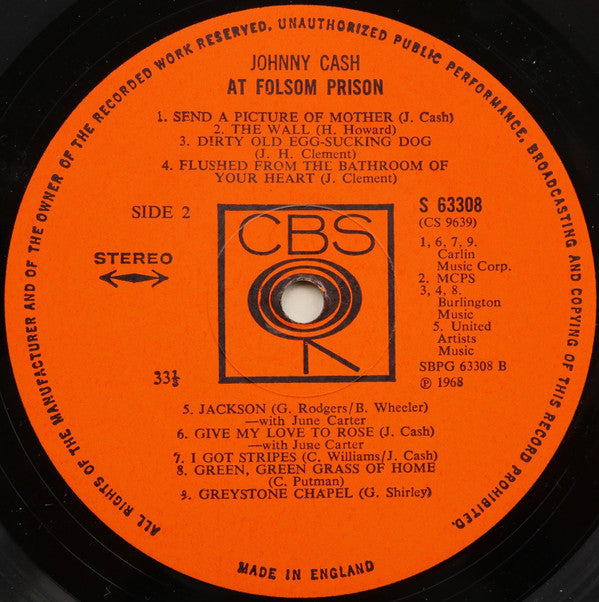 ALL RIGHTS OF THE MANUFACTURER AND OF THE OWNER OF THE RECORDED WORK RESERVED. UNAUTHORIZED PUBLIC PERFORMANCE, BROADCASTING AND COPYING OF THIS RECORD PROHIBITED.
JOHNNY CASH
AT FOLSOM PRISON
1. SEND A PICTURE OF MOTHER (J. Cash)
2. THE WALL (H. Howard)
3. DIRTY OLD EGG-SUCKING DOG
(J. H. Clement)
4. FLUSHED FROM THE BATHROOM OF
YOUR HEART (J. Clement)
SIDE 2
STEREO
33⅓
CBS
S 63308
(CS 9639)
1, 6, 7, 9.
Carlin
Music Corp.
2. MCPS
3, 4, 8.
Burlington
Music
5. United
Artists
Music
SBPG 63308 B
℗ 1968
5. JACKSON (G. Rodgers/B. Wheeler)
—with June Carter
6. GIVE MY LOVE TO ROSE (J. Cash)
—with June Carter
7. I GOT STRIPES (C. Williams/J. Cash)
8. GREEN, GREEN GRASS OF HOME
(C. Putman)
9. GREYSTONE CHAPEL (G. Shirley)
MADE IN ENGLAND